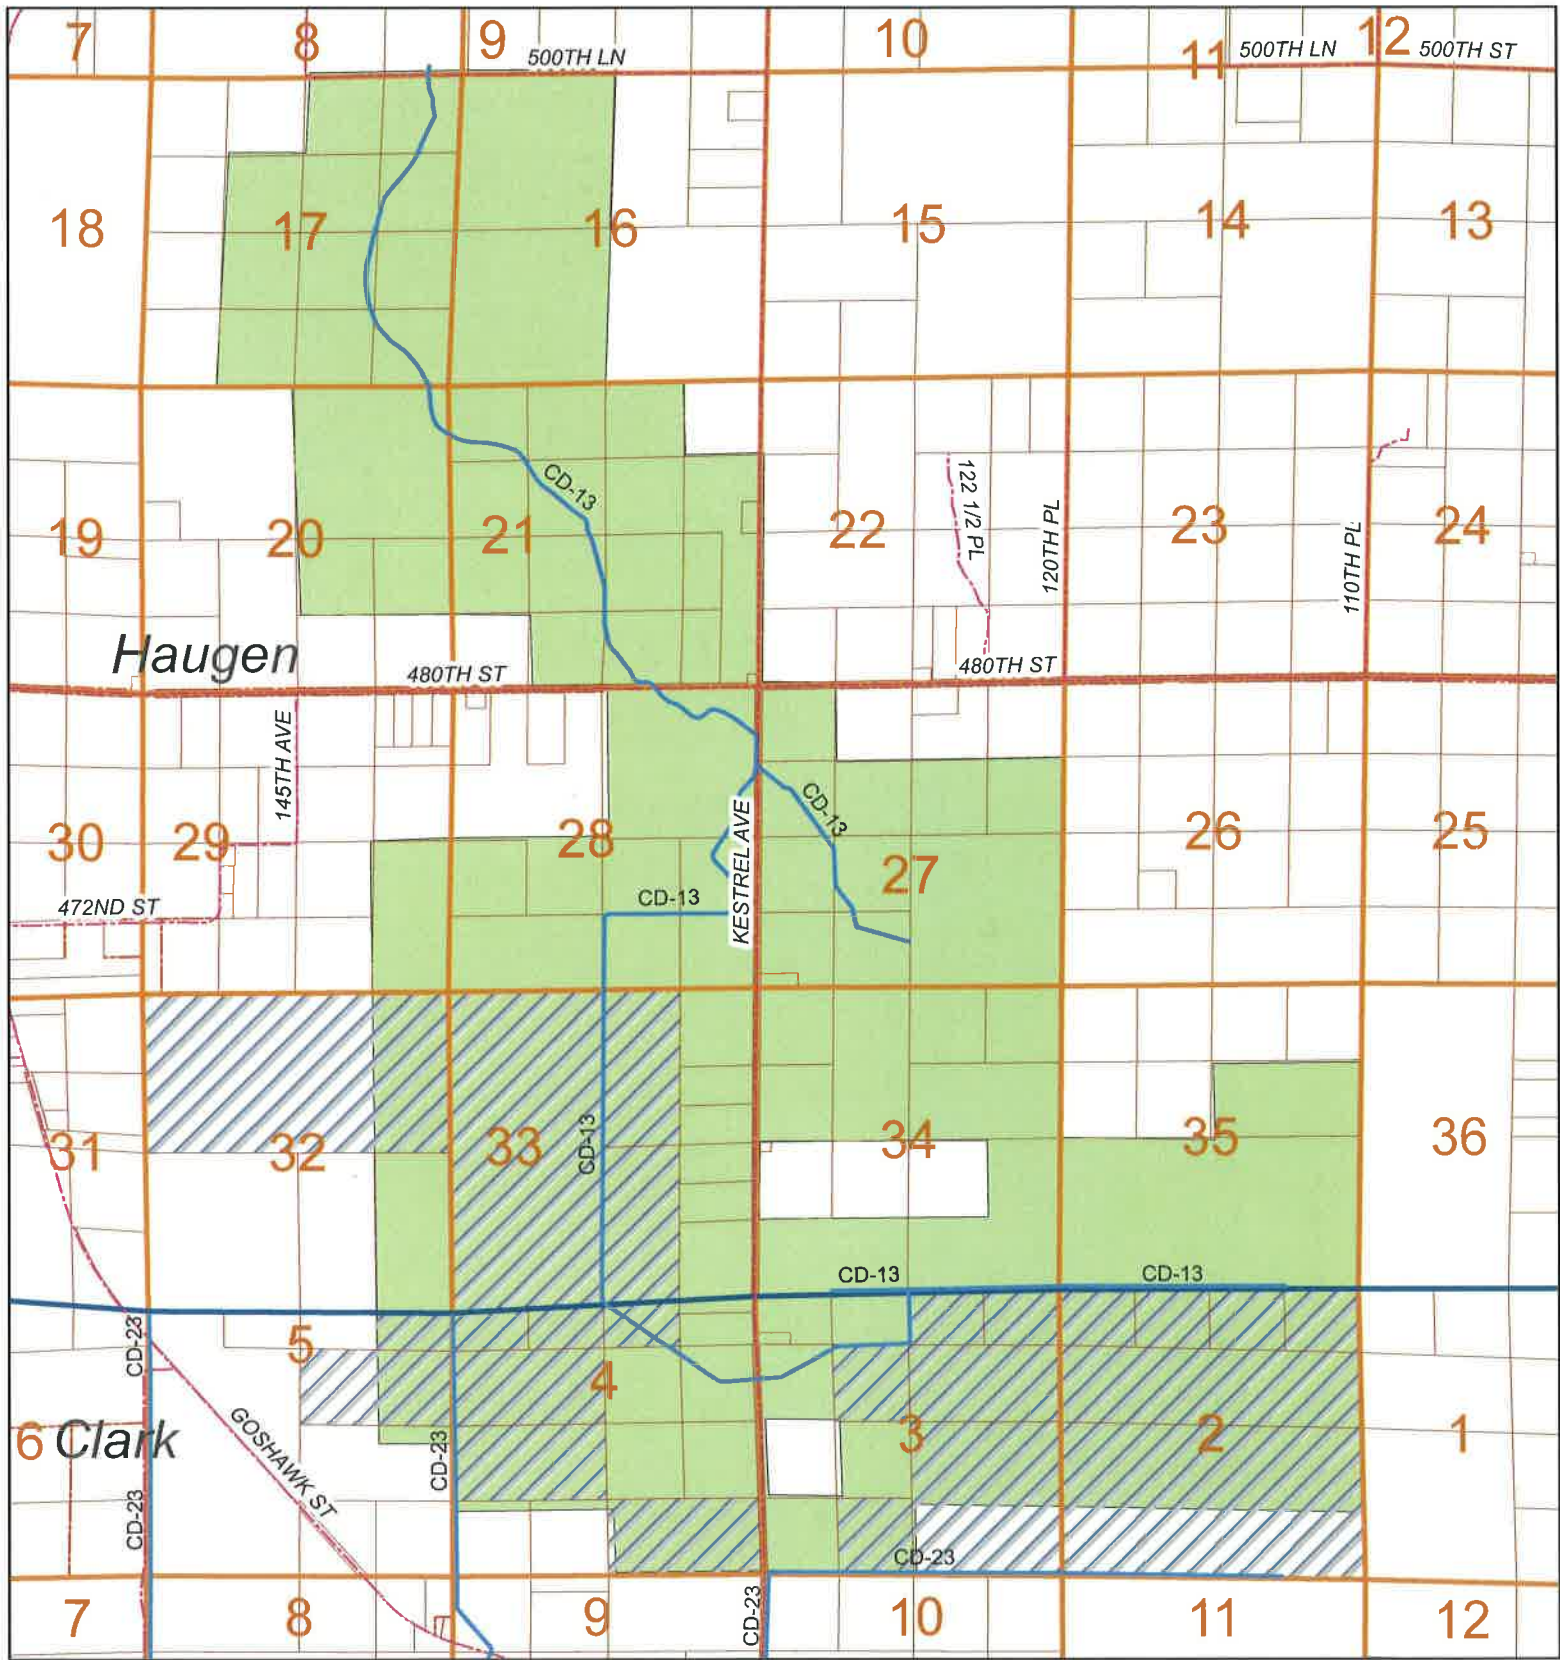 7
8
9
10
11
12
500TH LN
500TH LN
500TH ST
18
17
16
15
14
13
19
20
21
22
23
24
CD-13
122 1/2 PL
120TH PL
110TH PL
Haugen
480TH ST
480TH ST
145TH AVE
30
29
28
27
26
25
CD-13
KESTREL AVE
CD-13
472ND ST
31
32
33
34
35
36
CD-13
CD-13
CD-13
CD-23
5
4
3
2
1
6
Clark
GOSHAWK ST
CD-23
CD-23
CD-23
CD-23
7
8
9
10
11
12